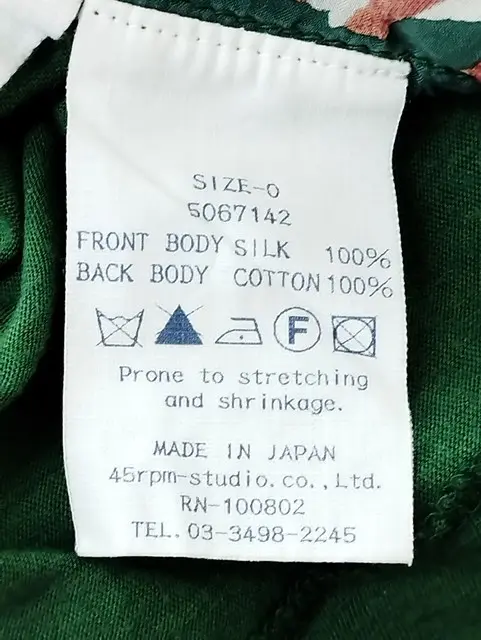 SIZE-0
5067142
FRONT BODY SILK 100%
BACK BODY COTTON 100%
F
Prone to stretching
and shrinkage.
MADE IN JAPAN
45rpm-studio.co.,Ltd.
RN-100802
TEL.03-3498-2245